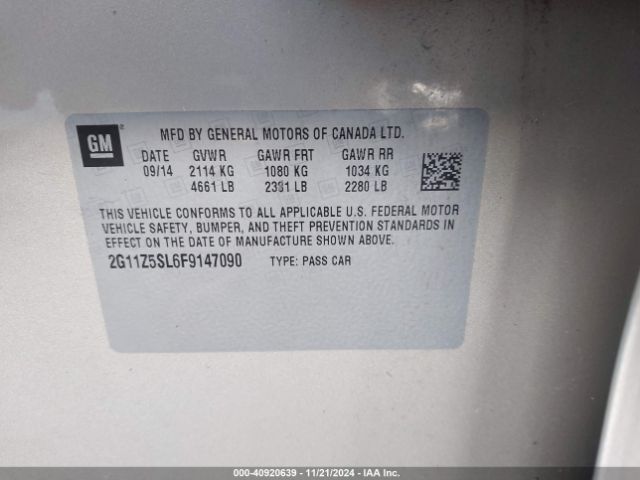 GM
MFD BY GENERAL MOTORS OF CANADA LTD.
DATE GVWR GAWR FRT GAWR RR
09/14 2114 KG 1080 KG 1034 KG
4661 LB 2381 LB 2280 LB
THIS VEHICLE CONFORMS TO ALL APPLICABLE U.S. FEDERAL MOTOR
VEHICLE SAFETY, BUMPER, AND THEFT PREVENTION STANDARDS IN
EFFECT ON THE DATE OF MANUFACTURE SHOWN ABOVE.
2G11Z5SL6F9147090 TYPE: PASS CAR
000-40920639 - 11/21/2024 - IAAI.COM